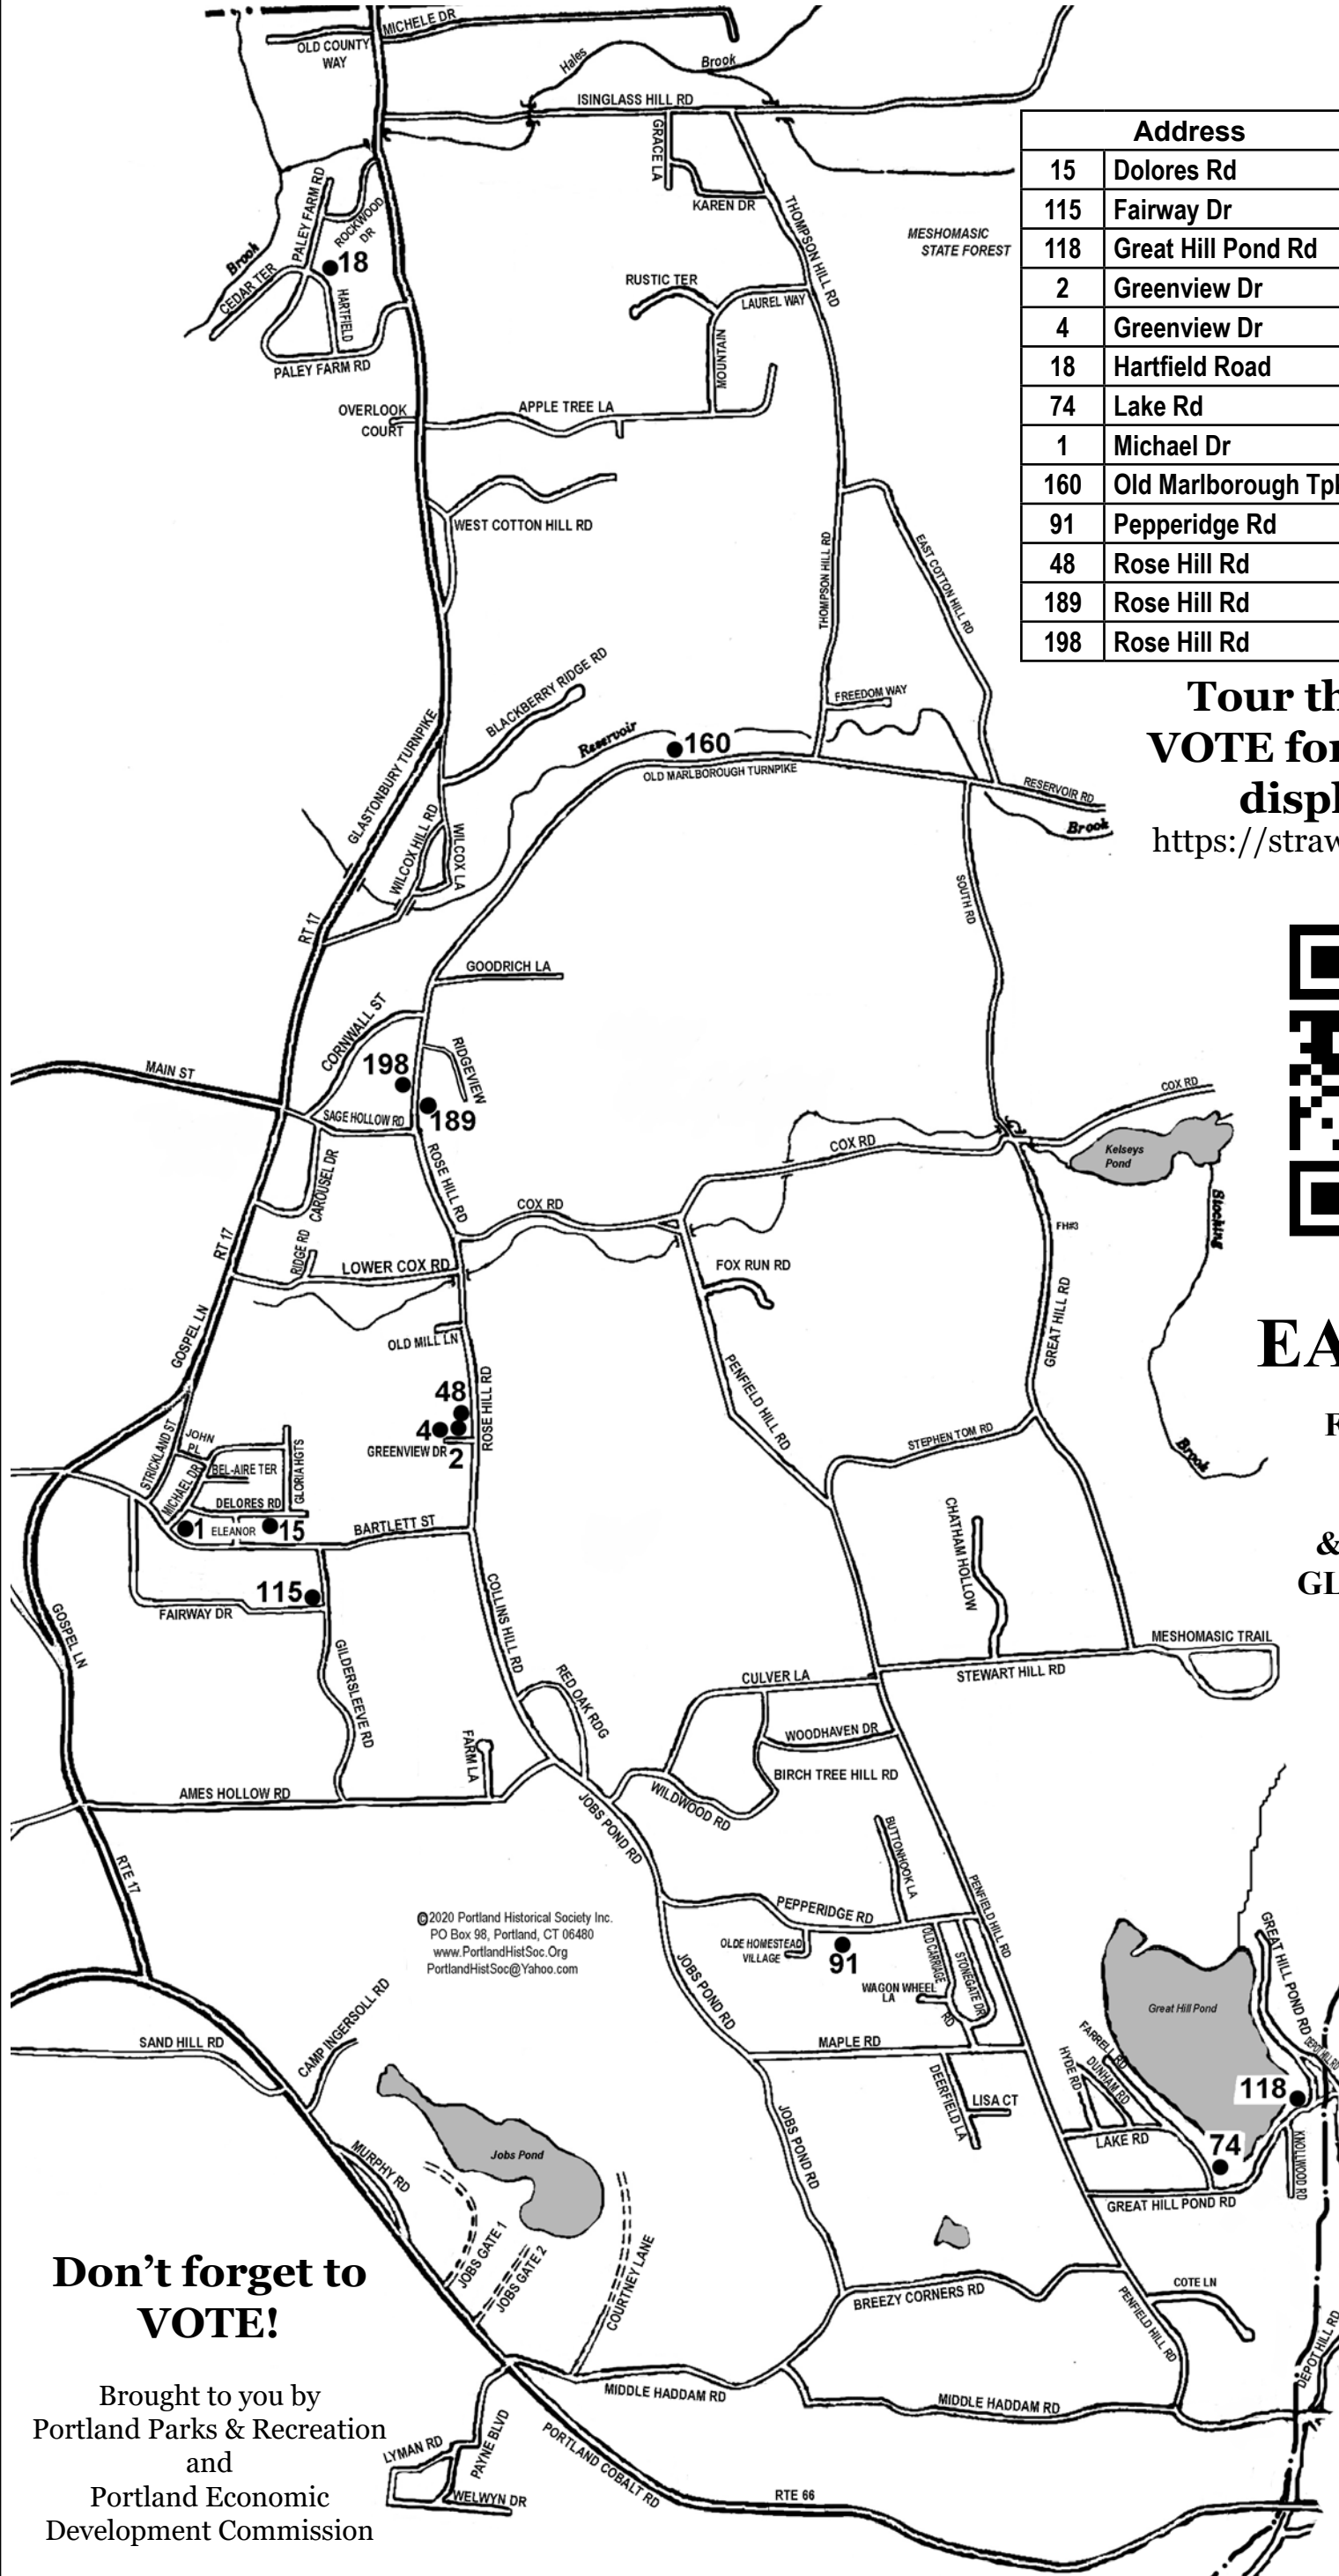 MICHELE DR
OLD COUNTY
WAY
Hales
Brook
ISINGLASS HILL RD
GRACE LA
KAREN DR
THOMPSON HILL RD
MESHOMASIC
STATE FOREST
PALEY FARM RD
ROCKWOOD
DR
18
Brook
CEDAR TER
HARTFIELD
PALEY FARM RD
RUSTIC TER
LAUREL WAY
MOUNTAIN
OVERLOOK
COURT
APPLE TREE LA
WEST COTTON HILL RD
THOMPSON HILL RD
EAST COTTON HILL RD
Address
15 Dolores Rd
115 Fairway Dr
118 Great Hill Pond Rd
2 Greenview Dr
4 Greenview Dr
18 Hartfield Road
74 Lake Rd
1 Michael Dr
160 Old Marlborough Tpk
91 Pepperidge Rd
48 Rose Hill Rd
189 Rose Hill Rd
198 Rose Hill Rd
Tour th
VOTE for
displ
https://straw
BLACKBERRY RIDGE RD
FREEDOM WAY
Reservoir
160
OLD MARLBOROUGH TURNPIKE
GLASTONBURY TURNPIKE
RESERVOIR RD
Brook
WILCOX HILL RD
WILCOX LA
SOUTH RD
RT 17
GOODRICH LA
CORNWALL ST
RIDGEVIEW
198
MAIN ST
189
SAGE HOLLOW RD
COX RD
Kelseys
Pond
COX RD
ROSE HILL RD
CAROUSEL DR
COX RD
Stocking
FH#3
RT 17
RIDGE RD
LOWER COX RD
FOX RUN RD
GREAT HILL RD
OLD MILL LN
GOSPEL LN
PENFIELD HILL RD
48
4
ROSE HILL RD
GREENVIEW DR
2
EA
F
STEPHEN TOM RD
Brook
STRICKLAND ST
JOHN
PL
BEL-AIRE TER
GLORIA HGTS
MICHAEL DR
DELORES RD
1
ELEANOR
15
BARTLETT ST
&
GL
CHATHAM HOLLOW
115
FAIRWAY DR
COLLINS HILL RD
GOSPEL LN
GILDERSLEEVE RD
MESHOMASIC TRAIL
CULVER LA
STEWART HILL RD
RED OAK RDG
WOODHAVEN DR
FARM LA
BIRCH TREE HILL RD
AMES HOLLOW RD
WILDWOOD RD
JOBS POND RD
BUTTONHOOK LA
RTE 17
PENFIELD HILL RD
©2020 Portland Historical Society Inc.
PO Box 98, Portland, CT 06480
www.PortlandHistSoc.Org
PortlandHistSoc@Yahoo.com
PEPPERIDGE RD
OLDE HOMESTEAD
VILLAGE
91
OLD CARRIAGE
RD
STONEGATE DR
WAGON WHEEL
LA
GREAT HILL POND RD
Great Hill Pond
JOBS POND RD
SAND HILL RD
CAMP INGERSOLL RD
MAPLE RD
FARRELL RD
DEPOT HILL RD
HYDE RD
DUNHAM RD
DEERFIELD LA
LISA CT
118
JOBS POND RD
LAKE RD
74
KNOLLWOOD RD
MURPHY RD
Jobs Pond
GREAT HILL POND RD
JOBS GATE 1
JOBS GATE 2
COURTNEY LANE
COTE LN
BREEZY CORNERS RD
PENFIELD HILL RD
DEPOT HILL RD
Don't forget to
VOTE!
MIDDLE HADDAM RD
MIDDLE HADDAM RD
Brought to you by
Portland Parks & Recreation
and
Portland Economic
Development Commission
LYMAN RD
PAYNE BLVD
WELWYN DR
PORTLAND COBALT RD
RTE 66